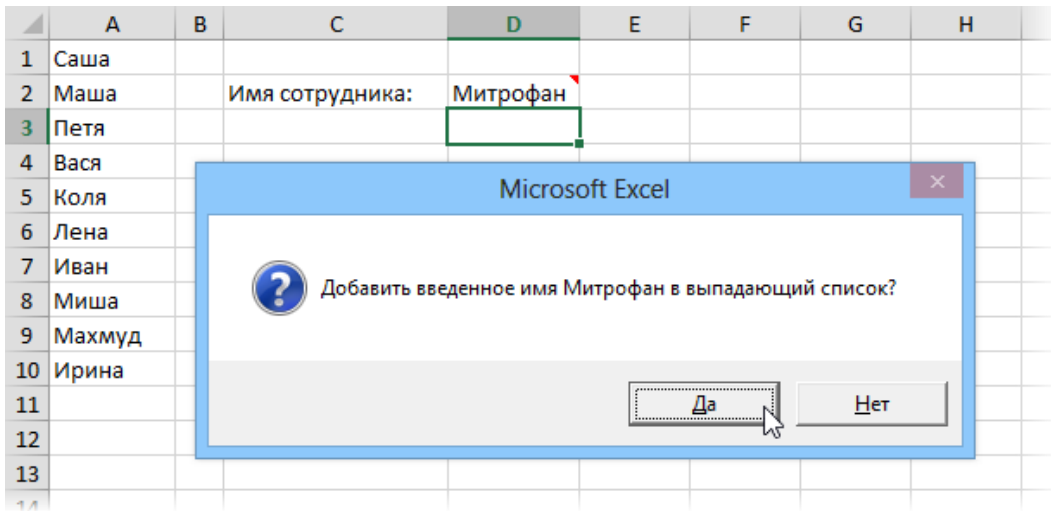 A B C D E F G H
1 Саша
2 Маша Имя сотрудника: Митрофан
3 Петя
4 Вася
Microsoft Excel
5 Коля
6 Лена
7 Иван
Добавить введенное имя Митрофан в выпадающий список?
8 Миша
9 Махмуд
10 Ирина
11
Да Нет
12
13
14